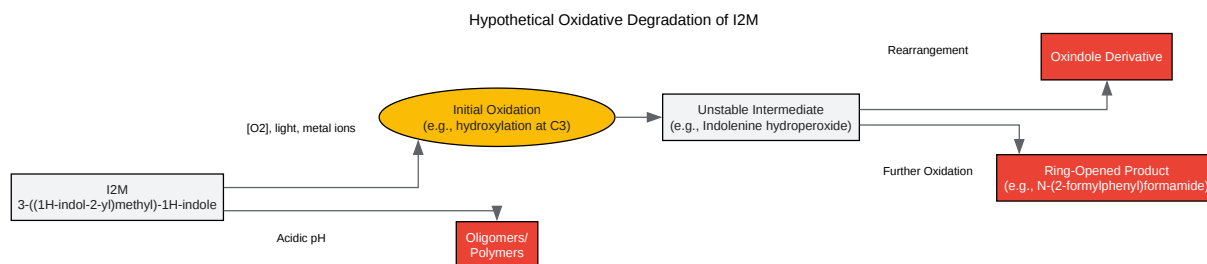 Hypothetical Oxidative Degradation of I2M
Rearrangement
Oxindole Derivative
Initial Oxidation
(e.g., hydroxylation at C3)
Unstable Intermediate
(e.g., Indolenine hydroperoxide)
[O2], light, metal ions
Further Oxidation
Ring-Opened Product
(e.g., N-(2-formylphenyl)formamide)
I2M
3-((1H-indol-2-yl)methyl)-1H-indole
Acidic pH
Oligomers/
Polymers